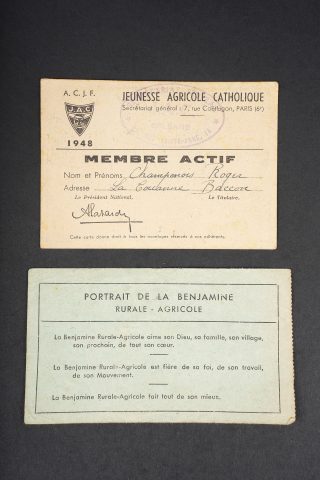 A. C. J. F.
JEUNESSE AGRICOLE CATHOLIQUE
Secrétariat général : 7, rue Coëtlogon, PARIS (6e)
J.A.C
1948
MEMBRE ACTIF
Nom et Prénoms Champenois Roger
Adresse La Baccon
Le Président National,
Le Titulaire.
Cette carte donne droit à tous les avantages réservés à nos adhérents.
PORTRAIT DE LA BENJAMINE
RURALE - AGRICOLE
La Benjamine Rurale-Agricole aime son Dieu, sa famille, son village,
son prochain, de tout son cœur.
La Benjamine Rurale-Agricole est fière de sa foi, de son travail,
de son Mouvement.
La Benjamine Rurale-Agricole fait tout de son mieux.